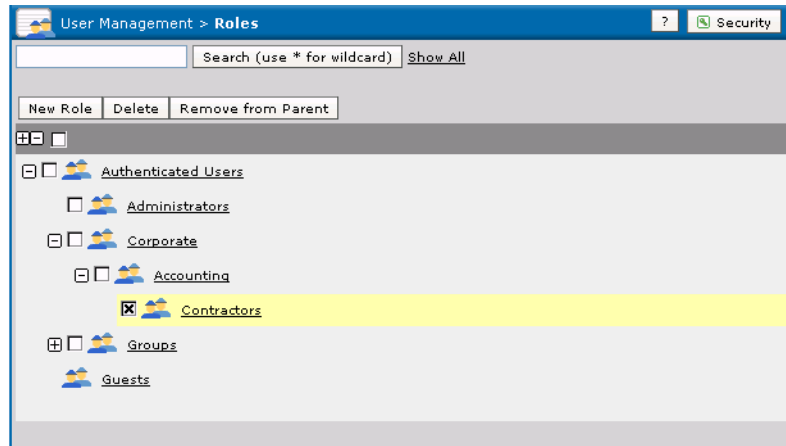 User Management > Roles ? Security
Search (use * for wildcard) Show All
New Role Delete Remove from Parent
Authenticated Users
Administrators
Corporate
Accounting
Contractors
Groups
Guests